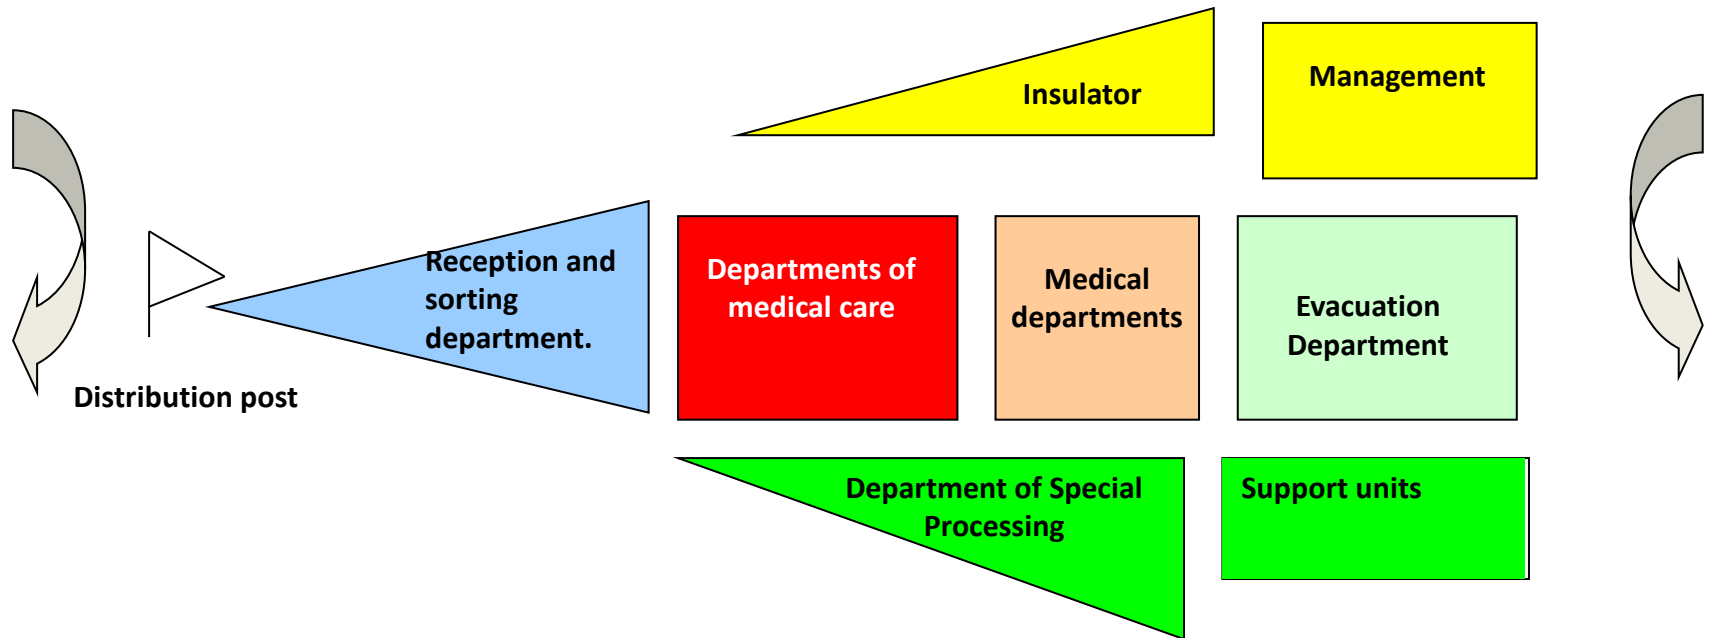 Insulator
Management
Reception and
sorting
department.
Departments of
medical care
Medical
departments
Evacuation
Department
Distribution post
Department of Special
Processing
Support units